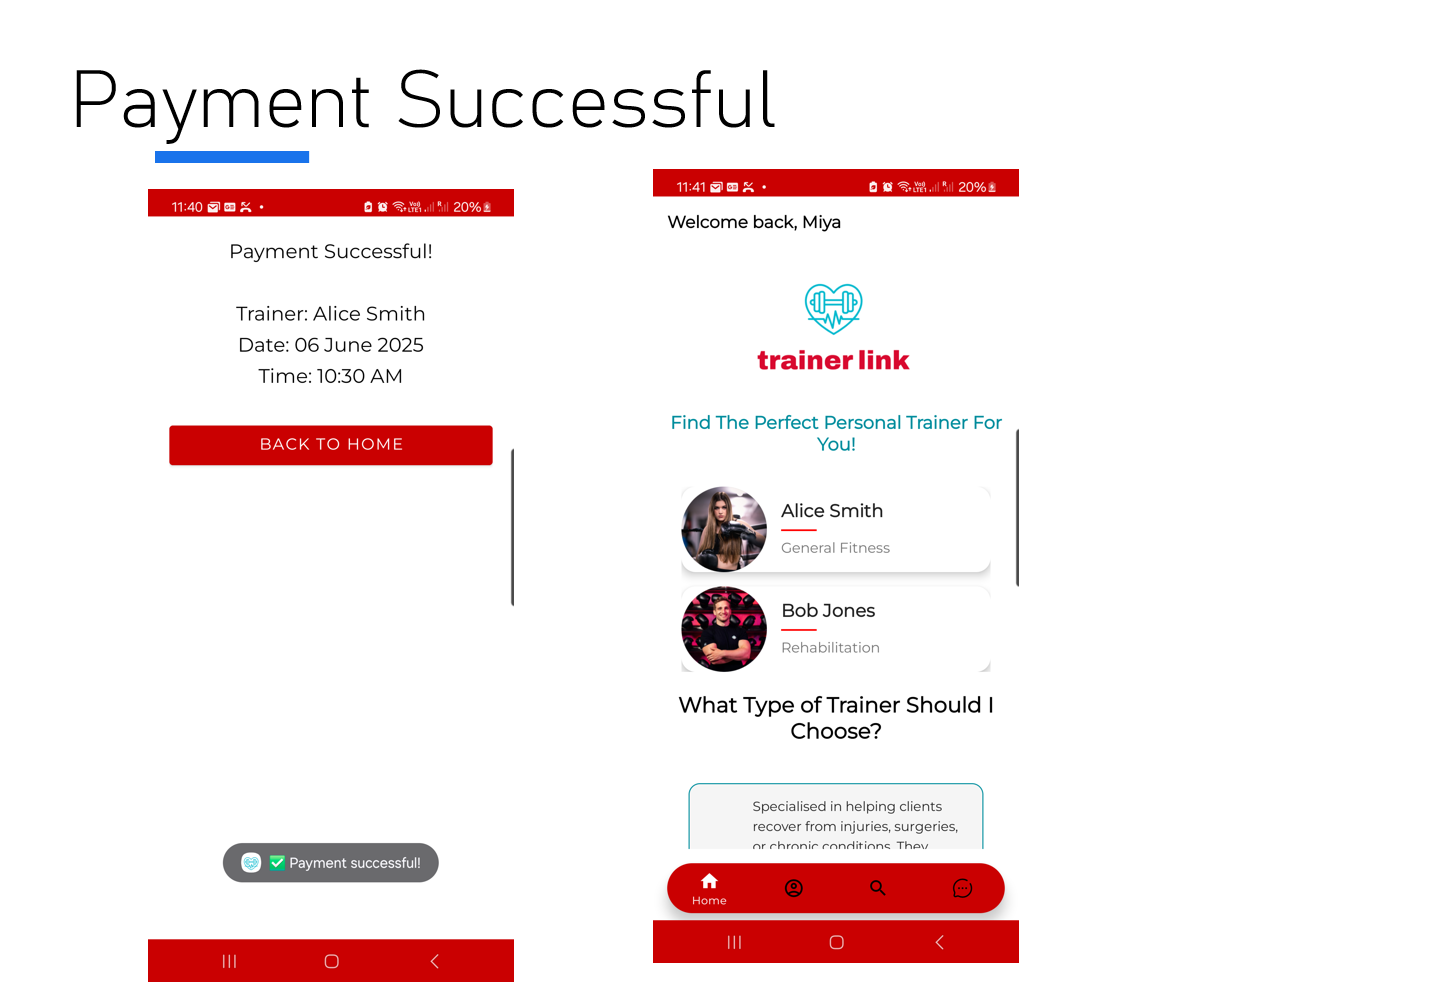 Payment Successful
11:40
20%
Payment Successful!
Trainer: Alice Smith
Date: 06 June 2025
Time: 10:30 AM
BACK TO HOME
✅ Payment successful!
11:41
20%
Welcome back, Miya
trainer link
Find The Perfect Personal Trainer For
You!
Alice Smith
General Fitness
Bob Jones
Rehabilitation
What Type of Trainer Should I
Choose?
Specialised in helping clients
recover from injuries, surgeries,
or chronic conditions. They
Home